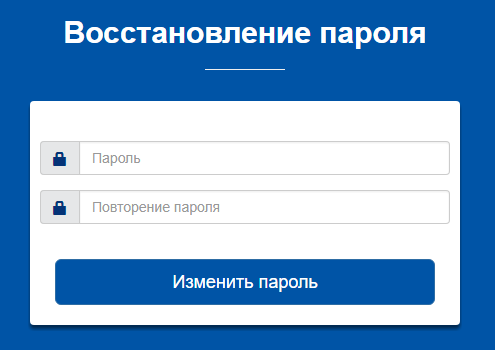 Восстановление пароля
Пароль
Повторение пароля
Изменить пароль